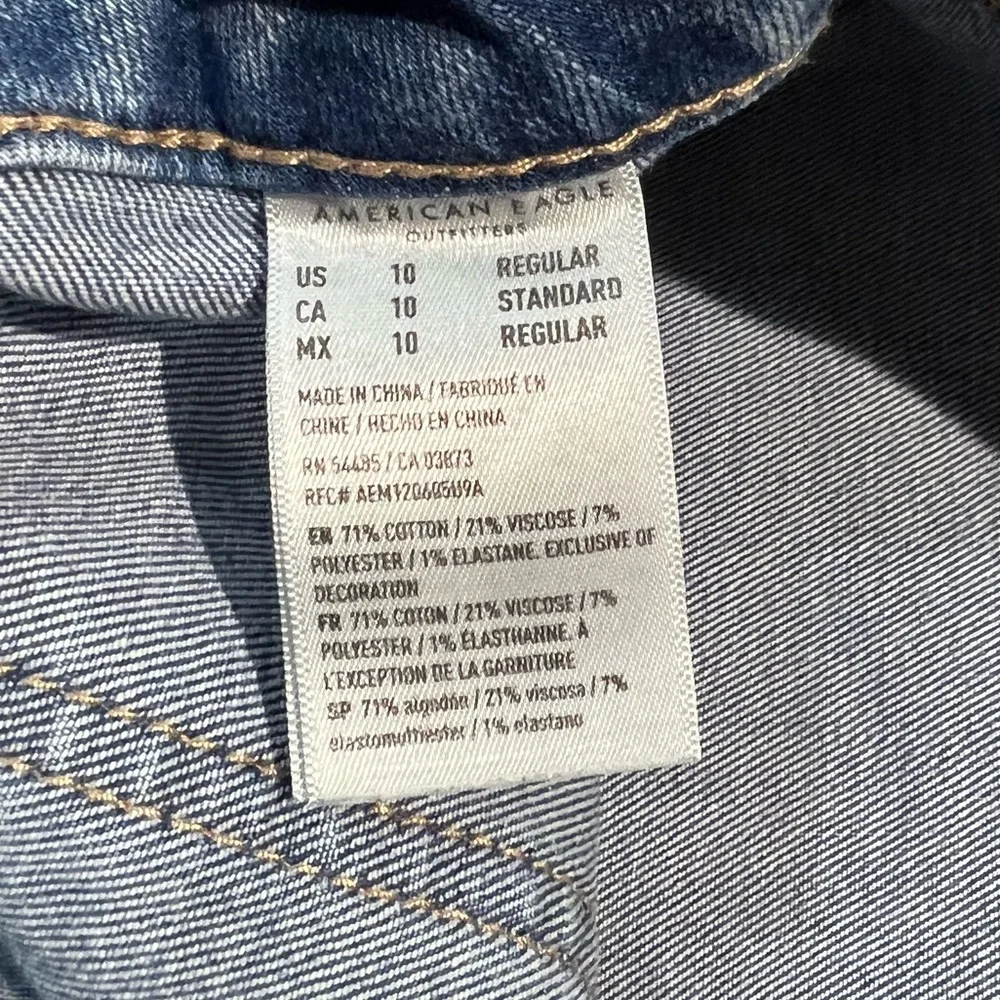 AMERICAN EAGLE
OUTFITTERS
US 10 REGULAR
CA 10 STANDARD
MX 10 REGULAR
MADE IN CHINA / FABRIQUÉ EN
CHINE / HECHO EN CHINA
RN 54485 / CA 03873
RFC# AEM120605U9A
EN 71% COTTON / 21% VISCOSE / 7%
POLYESTER / 1% ELASTANE. EXCLUSIVE OF
DECORATION
FR 71% COTON / 21% VISCOSE / 7%
POLYESTER / 1% ÉLASTHANNE. À
L'EXCEPTION DE LA GARNITURE
SP 71% algodón / 21% viscosa / 7%
elastomultiester / 1% elastano